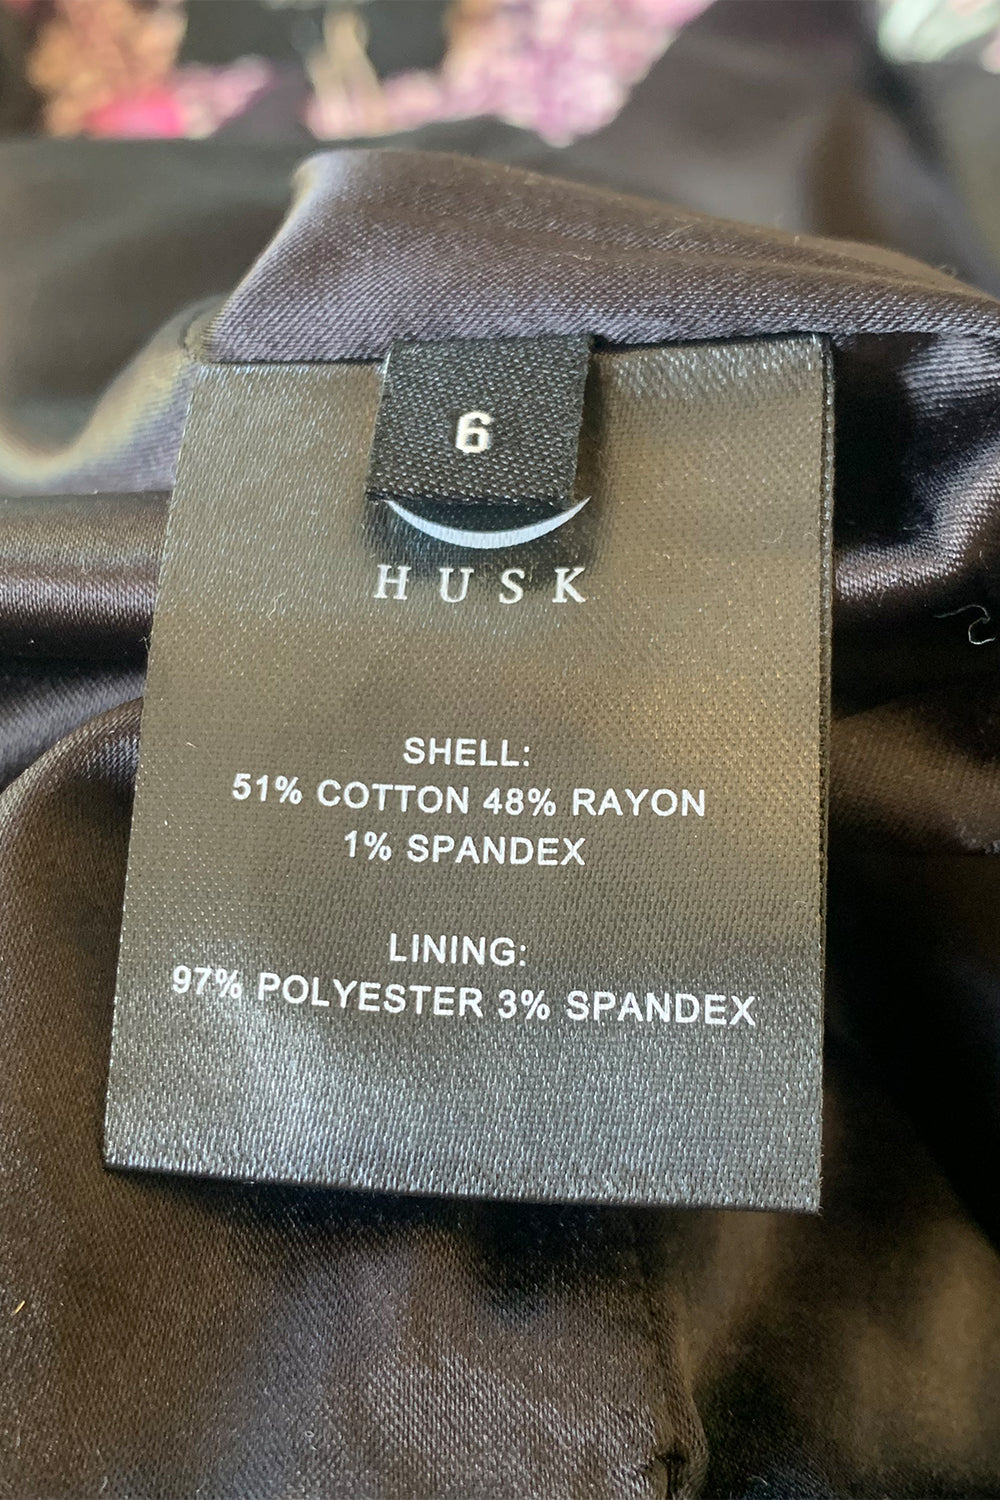 6
HUSK
SHELL:
51% COTTON 48% RAYON
1% SPANDEX
LINING:
97% POLYESTER 3% SPANDEX